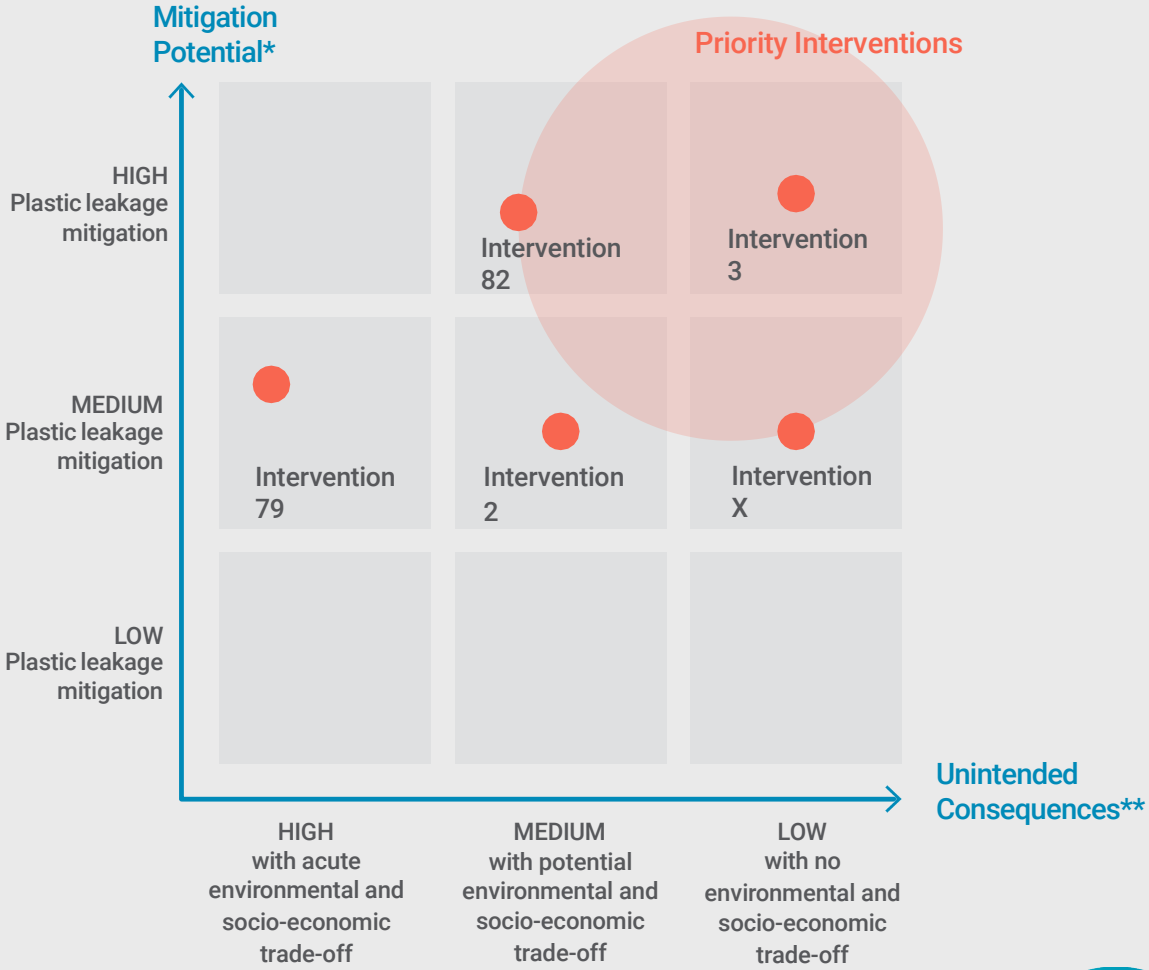 Mitigation
Potential*
Priority Interventions
HIGH
Plastic leakage
mitigation
Intervention
82
Intervention
3
MEDIUM
Plastic leakage
mitigation
Intervention
79
Intervention
2
Intervention
X
LOW
Plastic leakage
mitigation
Unintended
Consequences**
HIGH
with acute
environmental and
socio-economic
trade-off
MEDIUM
with potential
environmental and
socio-economic
trade-off
LOW
with no
environmental and
socio-economic
trade-off